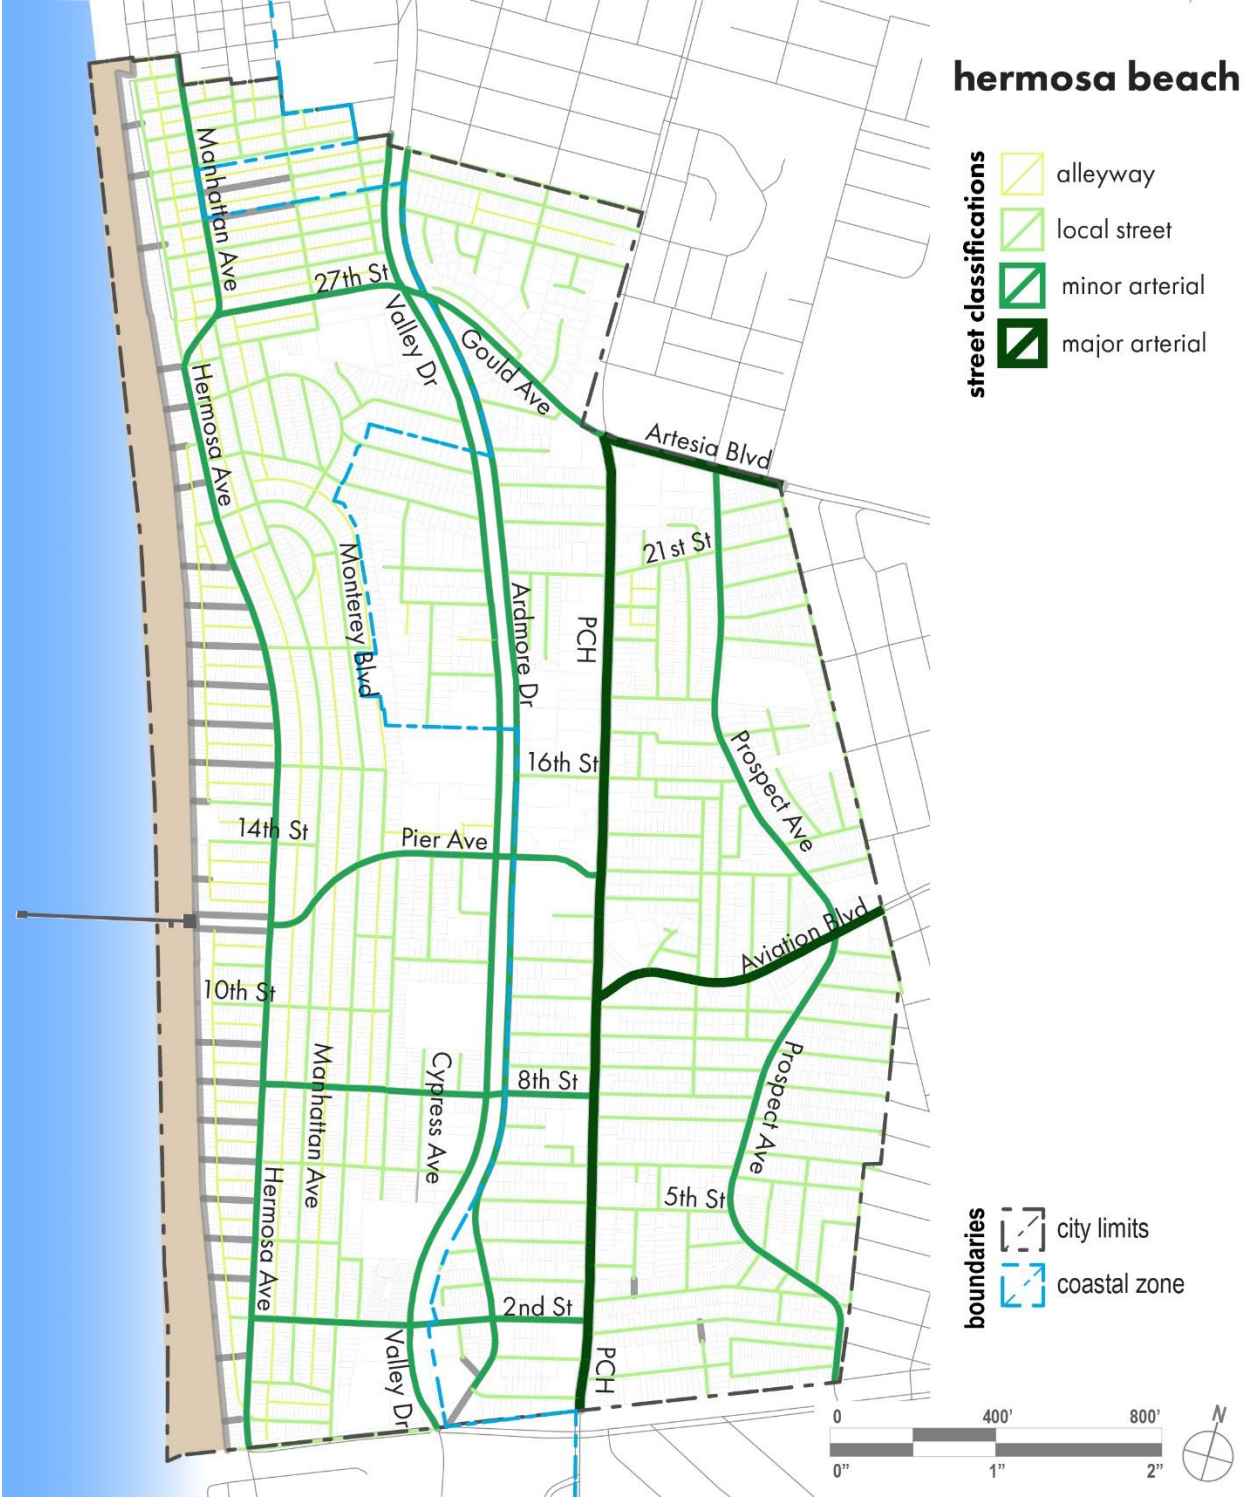 hermosa beach
street classifications
alleyway
local street
minor arterial
major arterial
Manhattan Ave
27th St
Valley Dr
Gould Ave
Hermosa Ave
Artesia Blvd
21st St
Monterey Blvd
Ardmore Dr
PCH
Prospect Ave
16th St
14th St
Pier Ave
Aviation Blvd
10th St
Manhattan Ave
Cypress Ave
8th St
Prospect Ave
Hermosa Ave
5th St
2nd St
Valley Dr
PCH
boundaries
city limits
coastal zone
0 400' 800'
0” 1” 2”
N